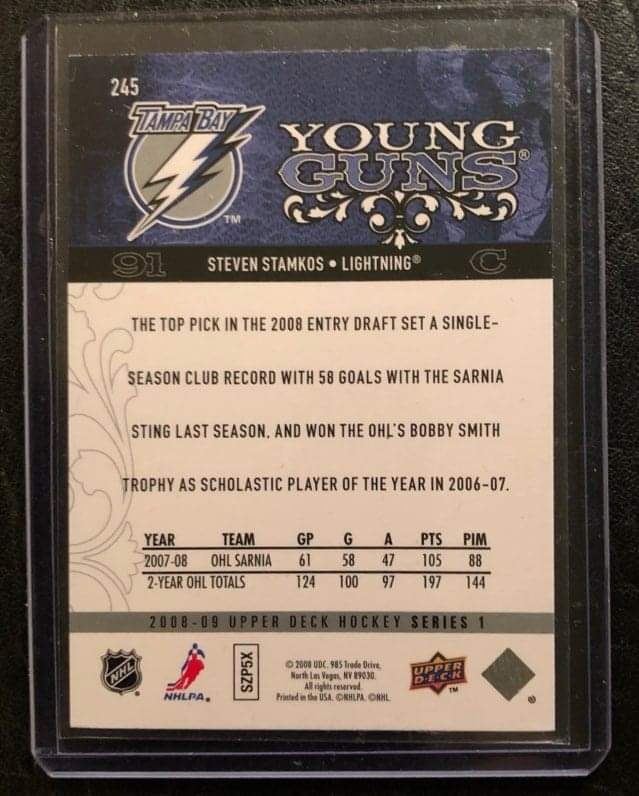 245
TAMPA BAY
TM
YOUNG
GUNS®
91 STEVEN STAMKOS • LIGHTNING® C
THE TOP PICK IN THE 2008 ENTRY DRAFT SET A SINGLE-
SEASON CLUB RECORD WITH 58 GOALS WITH THE SARNIA
STING LAST SEASON, AND WON THE OHL'S BOBBY SMITH
TROPHY AS SCHOLASTIC PLAYER OF THE YEAR IN 2006-07.
YEAR TEAM GP G A PTS PIM
2007-08 OHL SARNIA 61 58 47 105 88
2-YEAR OHL TOTALS 124 100 97 197 144
2008-09 UPPER DECK HOCKEY SERIES 1
NHL
NHLPA.
SZP5X
© 2008 UDC. 985 Trade Drive,
North Las Vegas, NV 89030.
All rights reserved.
Printed in the USA. ©NHLPA. ©NHL.
UPPER
D·E·C·K
TM